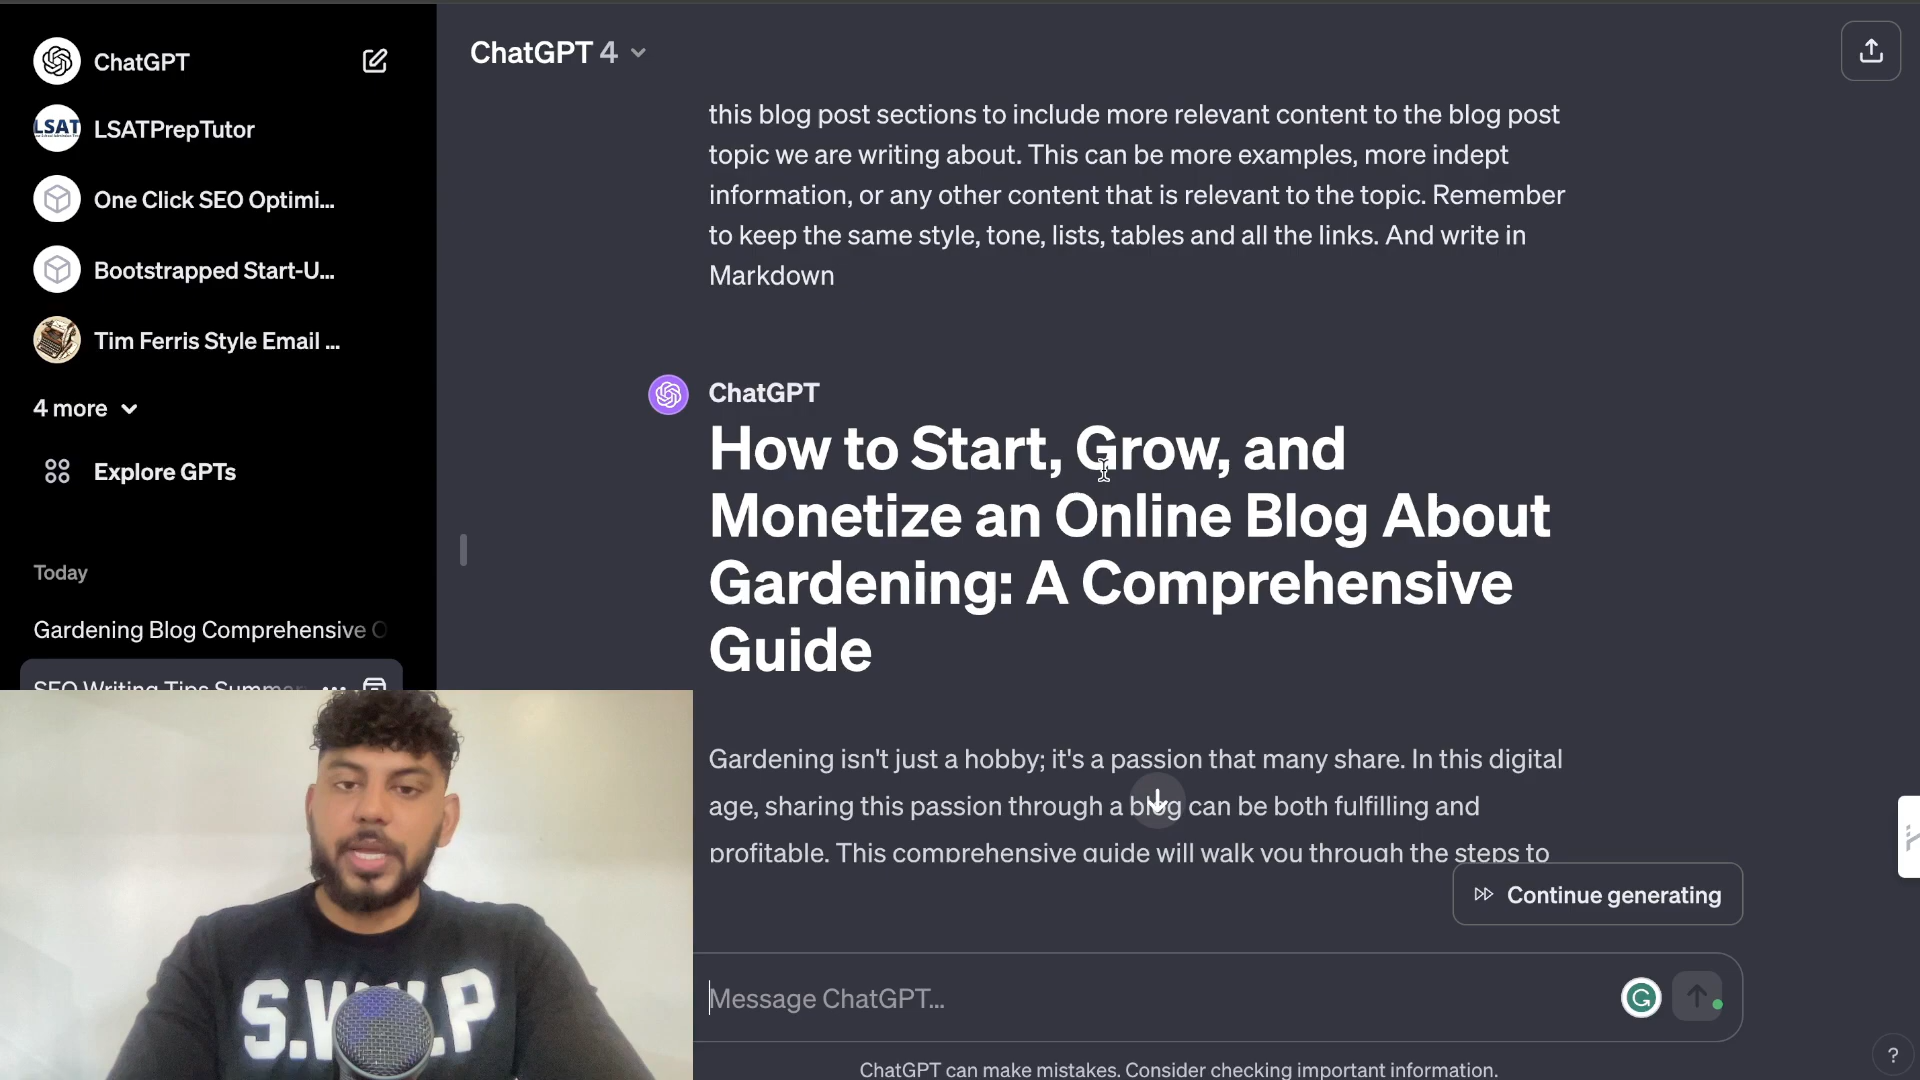 ChatGPT
LSAT
LSATPrepTutor
One Click SEO Optimi...
Bootstrapped Start-U...
Tim Ferris Style Email ...
4 more
Explore GPTs
Today
Gardening Blog Comprehensive
SEO Writing Tips Summar
ChatGPT 4
this blog post sections to include more relevant content to the blog post
topic we are writing about. This can be more examples, more indept
information, or any other content that is relevant to the topic. Remember
to keep the same style, tone, lists, tables and all the links. And write in
Markdown
ChatGPT
How to Start, Grow, and
Monetize an Online Blog About
Gardening: A Comprehensive
Guide
Gardening isn't just a hobby; it's a passion that many share. In this digital
age, sharing this passion through a blog can be both fulfilling and
profitable. This comprehensive guide will walk you through the steps to
Continue generating
Message ChatGPT...
G
ChatGPT can make mistakes. Consider checking important information.
?